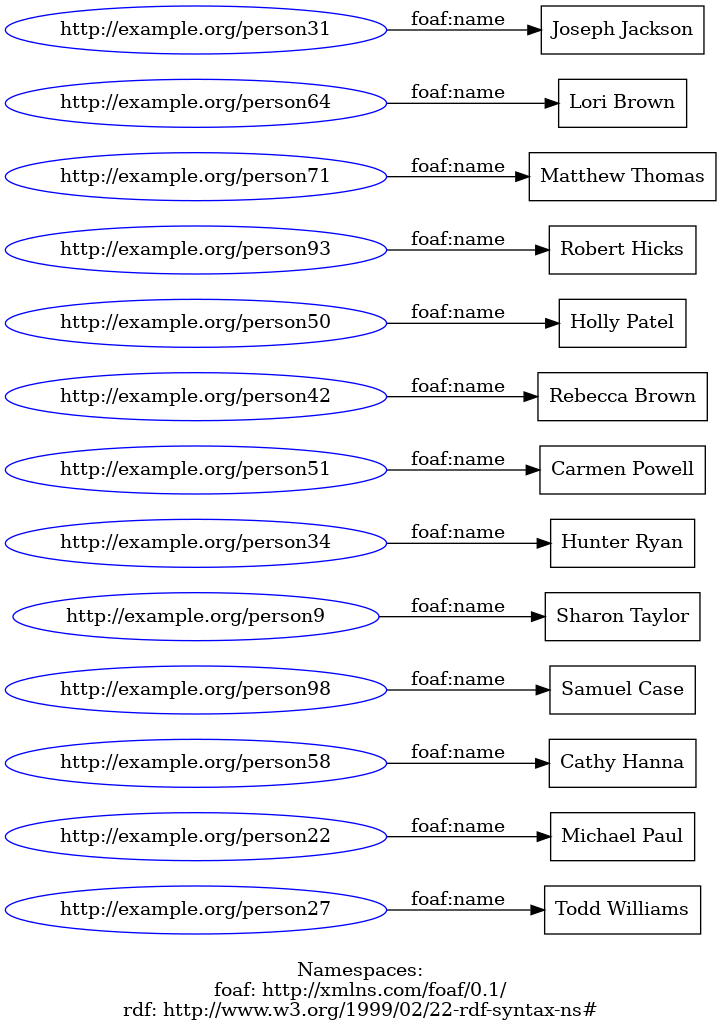 http://example.org/person31 foaf:name Joseph Jackson
http://example.org/person64 foaf:name Lori Brown
http://example.org/person71 foaf:name Matthew Thomas
http://example.org/person93 foaf:name Robert Hicks
http://example.org/person50 foaf:name Holly Patel
http://example.org/person42 foaf:name Rebecca Brown
http://example.org/person51 foaf:name Carmen Powell
http://example.org/person34 foaf:name Hunter Ryan
http://example.org/person9 foaf:name Sharon Taylor
http://example.org/person98 foaf:name Samuel Case
http://example.org/person58 foaf:name Cathy Hanna
http://example.org/person22 foaf:name Michael Paul
http://example.org/person27 foaf:name Todd Williams
Namespaces:
foaf: http://xmlns.com/foaf/0.1/
rdf: http://www.w3.org/1999/02/22-rdf-syntax-ns#